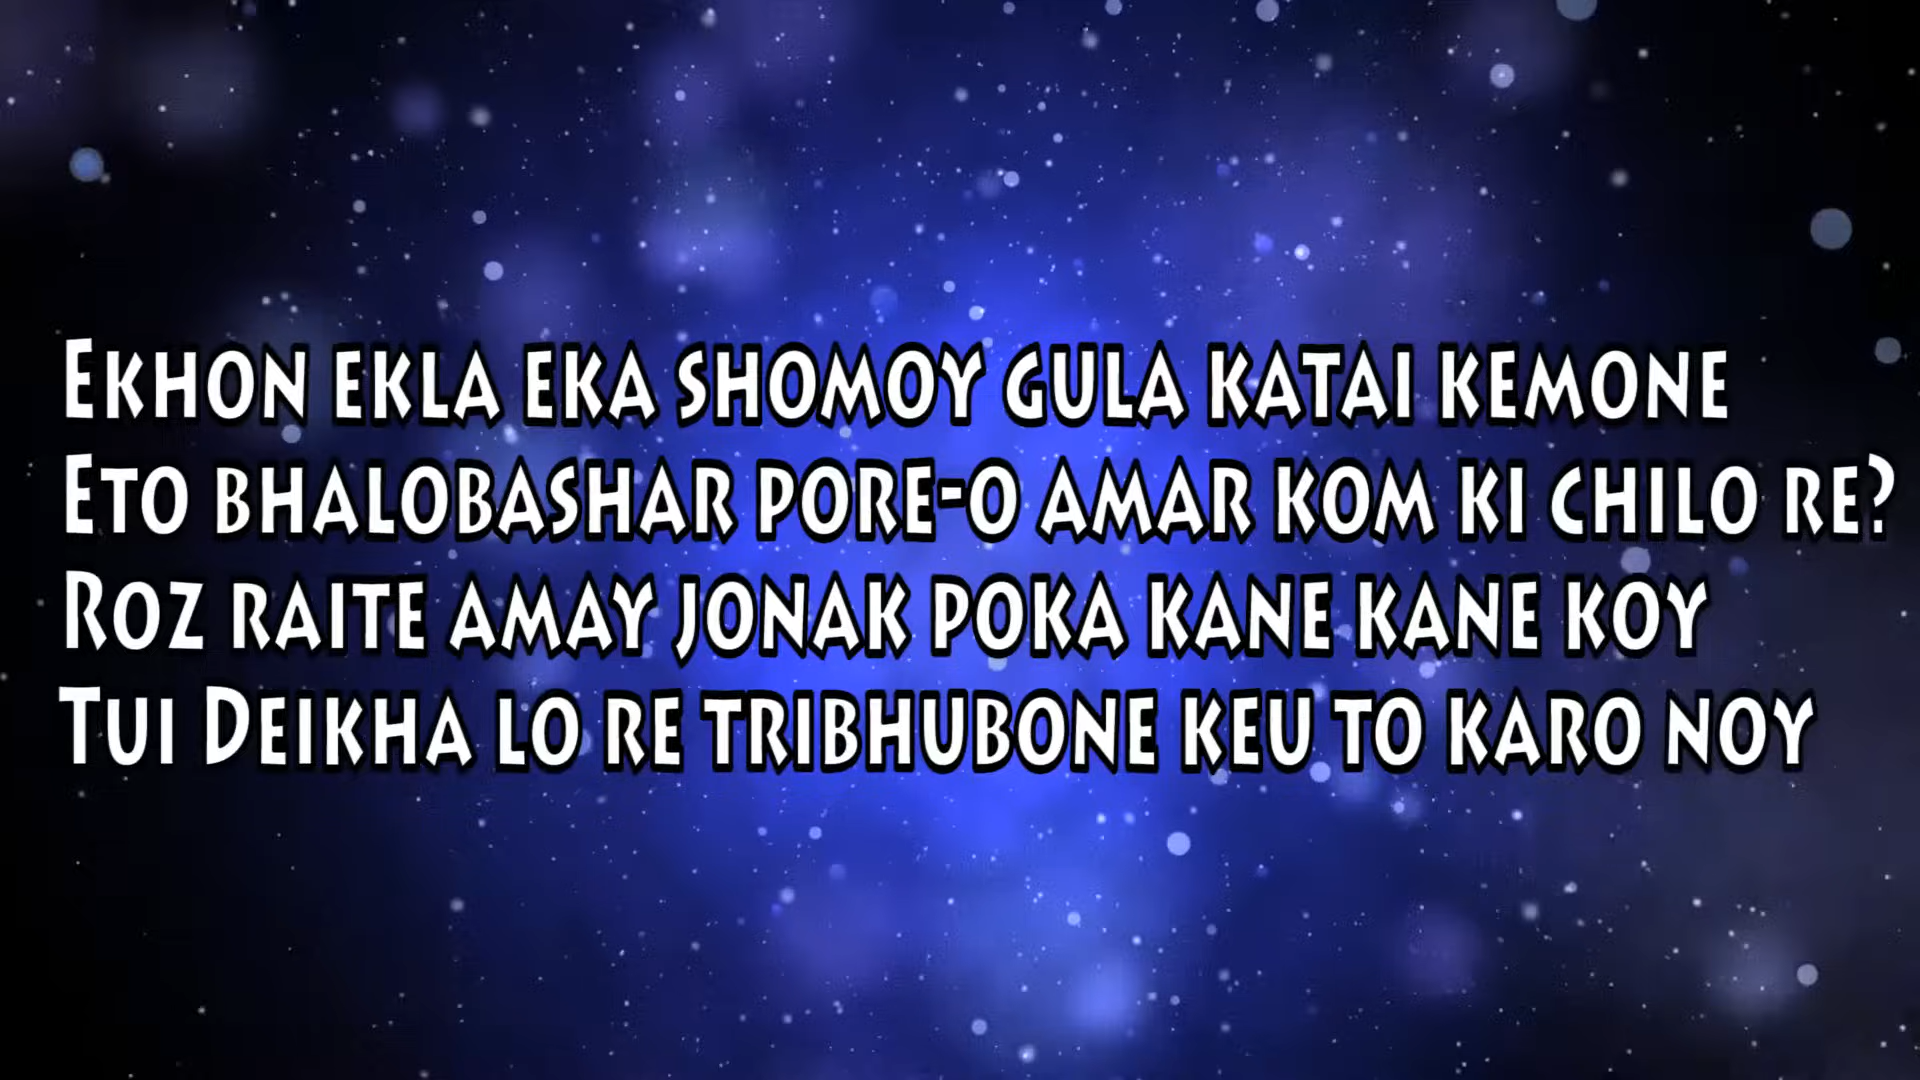 Ekhon ekla eka shomoy gula katai kemone
Eto bhalobashar pore-o amar kom ki chilo re?
Roz raite amay jonak poka kane kane koy
Tui Deikha lo re tribhubone keu to karo noy